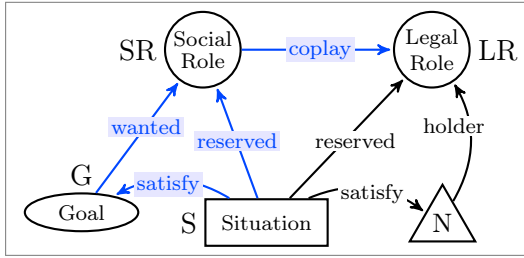 SR
Social
Role
coplay
Legal
Role
LR
wanted
reserved
reserved
holder
G
satisfy
satisfy
Goal
S
Situation
N